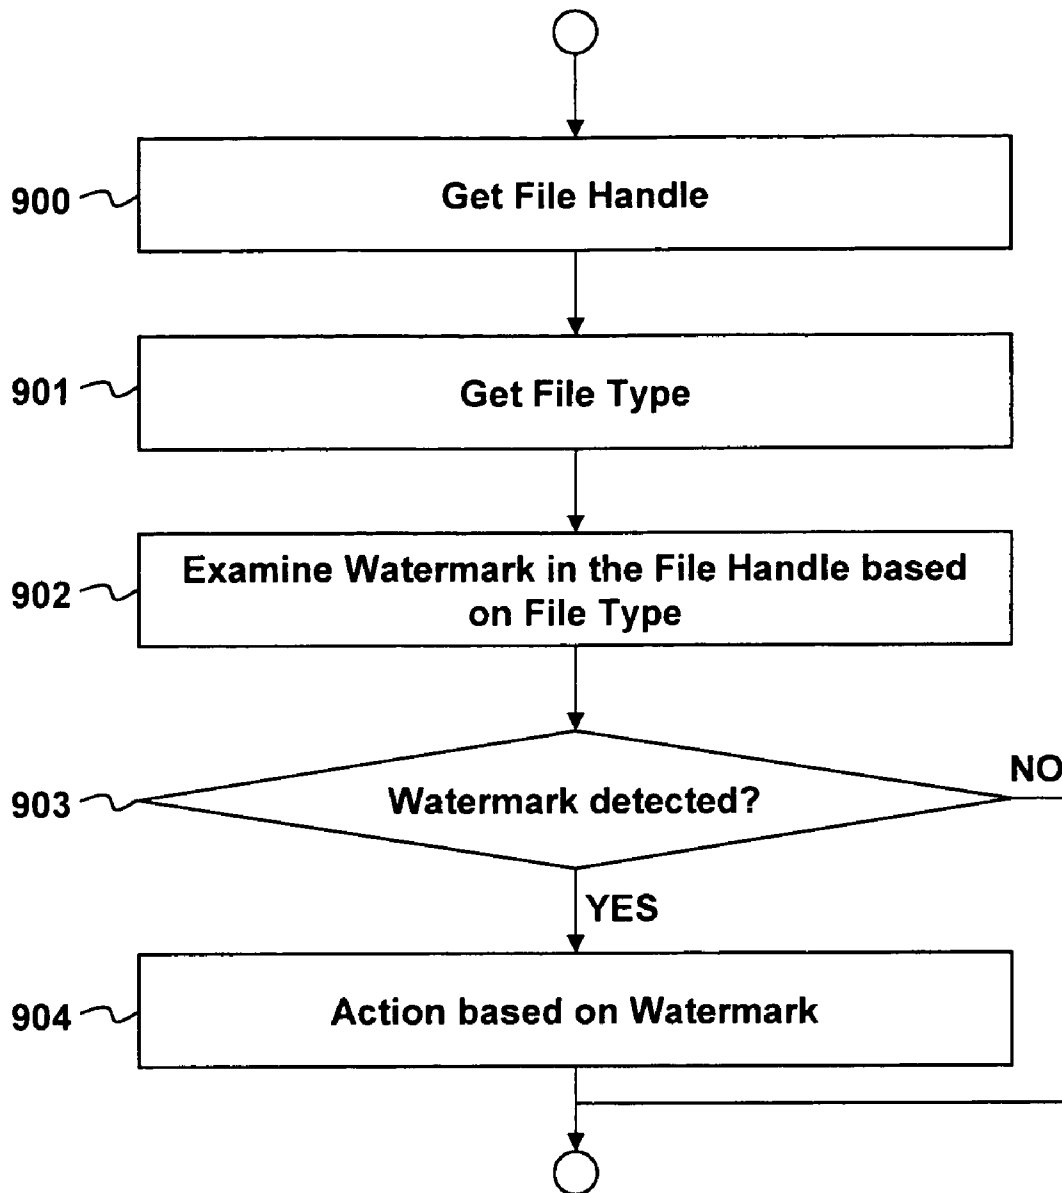 900
Get File Handle
901
Get File Type
902
Examine Watermark in the File Handle based
on File Type
903
Watermark detected?
NO
YES
904
Action based on Watermark